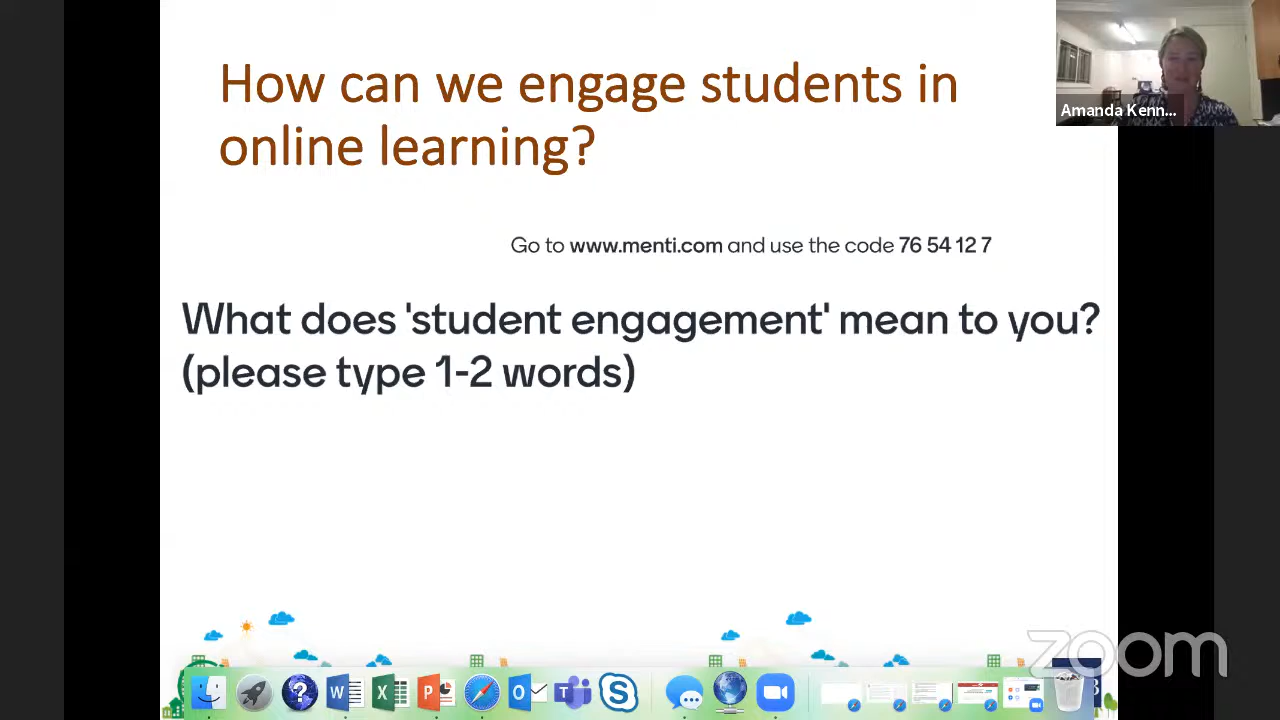 How can we engage students in
online learning?
Amanda Kenn...
Go to www.menti.com and use the code 76 54 12 7
What does 'student engagement' mean to you?
(please type 1-2 words)
zoom